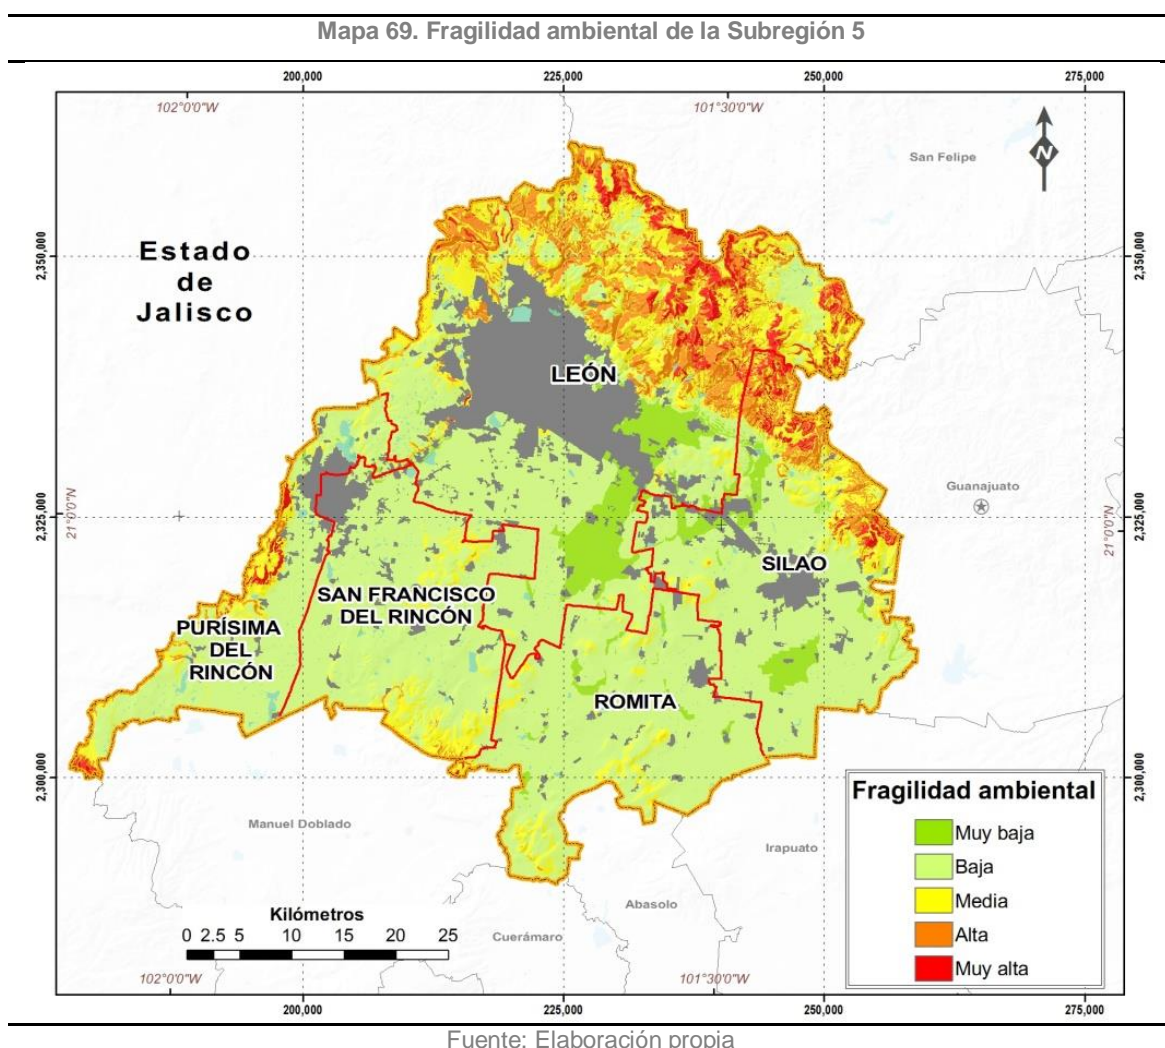 Mapa 69. Fragilidad ambiental de la Subregión 5
200,000
225,000
250,000
275,000
102°0'0"W
101°30'0"W
N
San Felipe
2,350,000
2,350,000
Estado
de
Jalisco
LEÓN
Guanajuato
2,325,000
21°0'0"N
2,325,000
21°0'0"N
SILAO
SAN FRANCISCO
DEL RINCÓN
PURÍSIMA
DEL
RINCÓN
ROMITA
2,300,000
2,300,000
Manuel Doblado
Irapuato
Abasolo
Cuerámaro
Fragilidad ambiental
Muy baja
Baja
Media
Alta
Muy alta
Kilómetros
0 2.5 5 10 15 20 25
102°0'0"W
101°30'0"W
200,000
225,000
250,000
275,000
Fuente: Elaboración propia